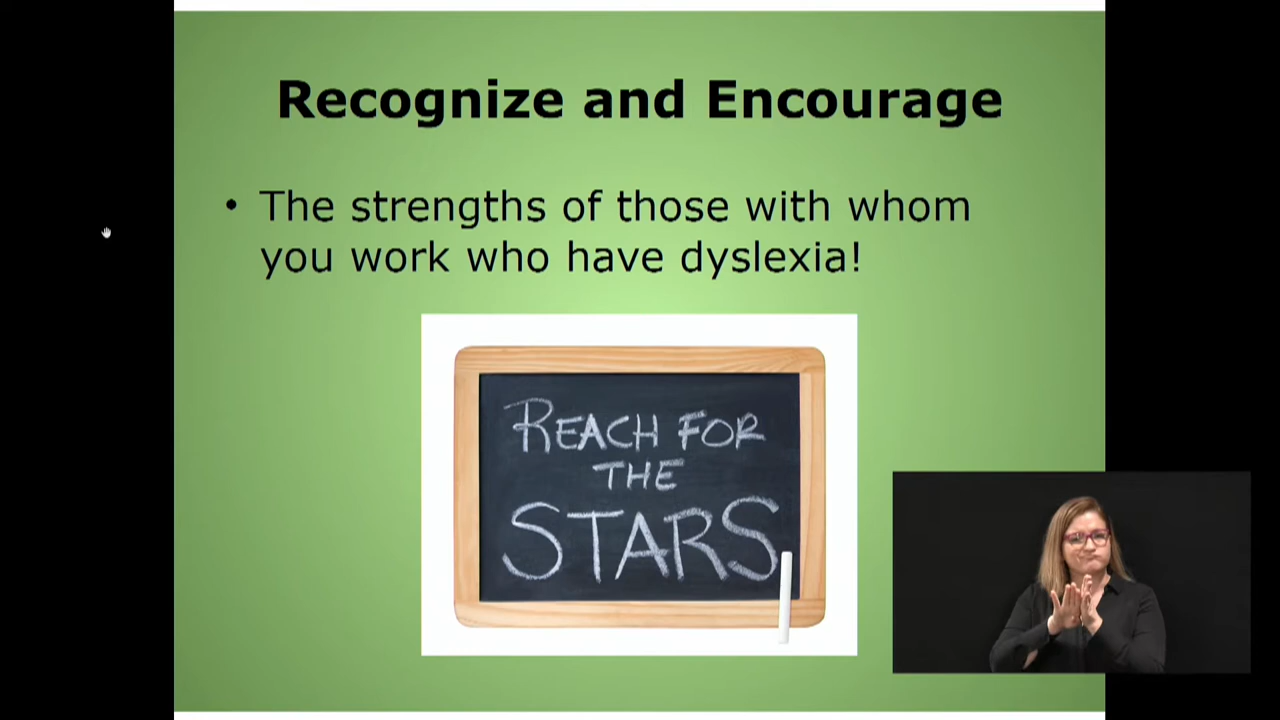 Recognize and Encourage
• The strengths of those with whom
you work who have dyslexia!
REACH FOR
THE
STARS